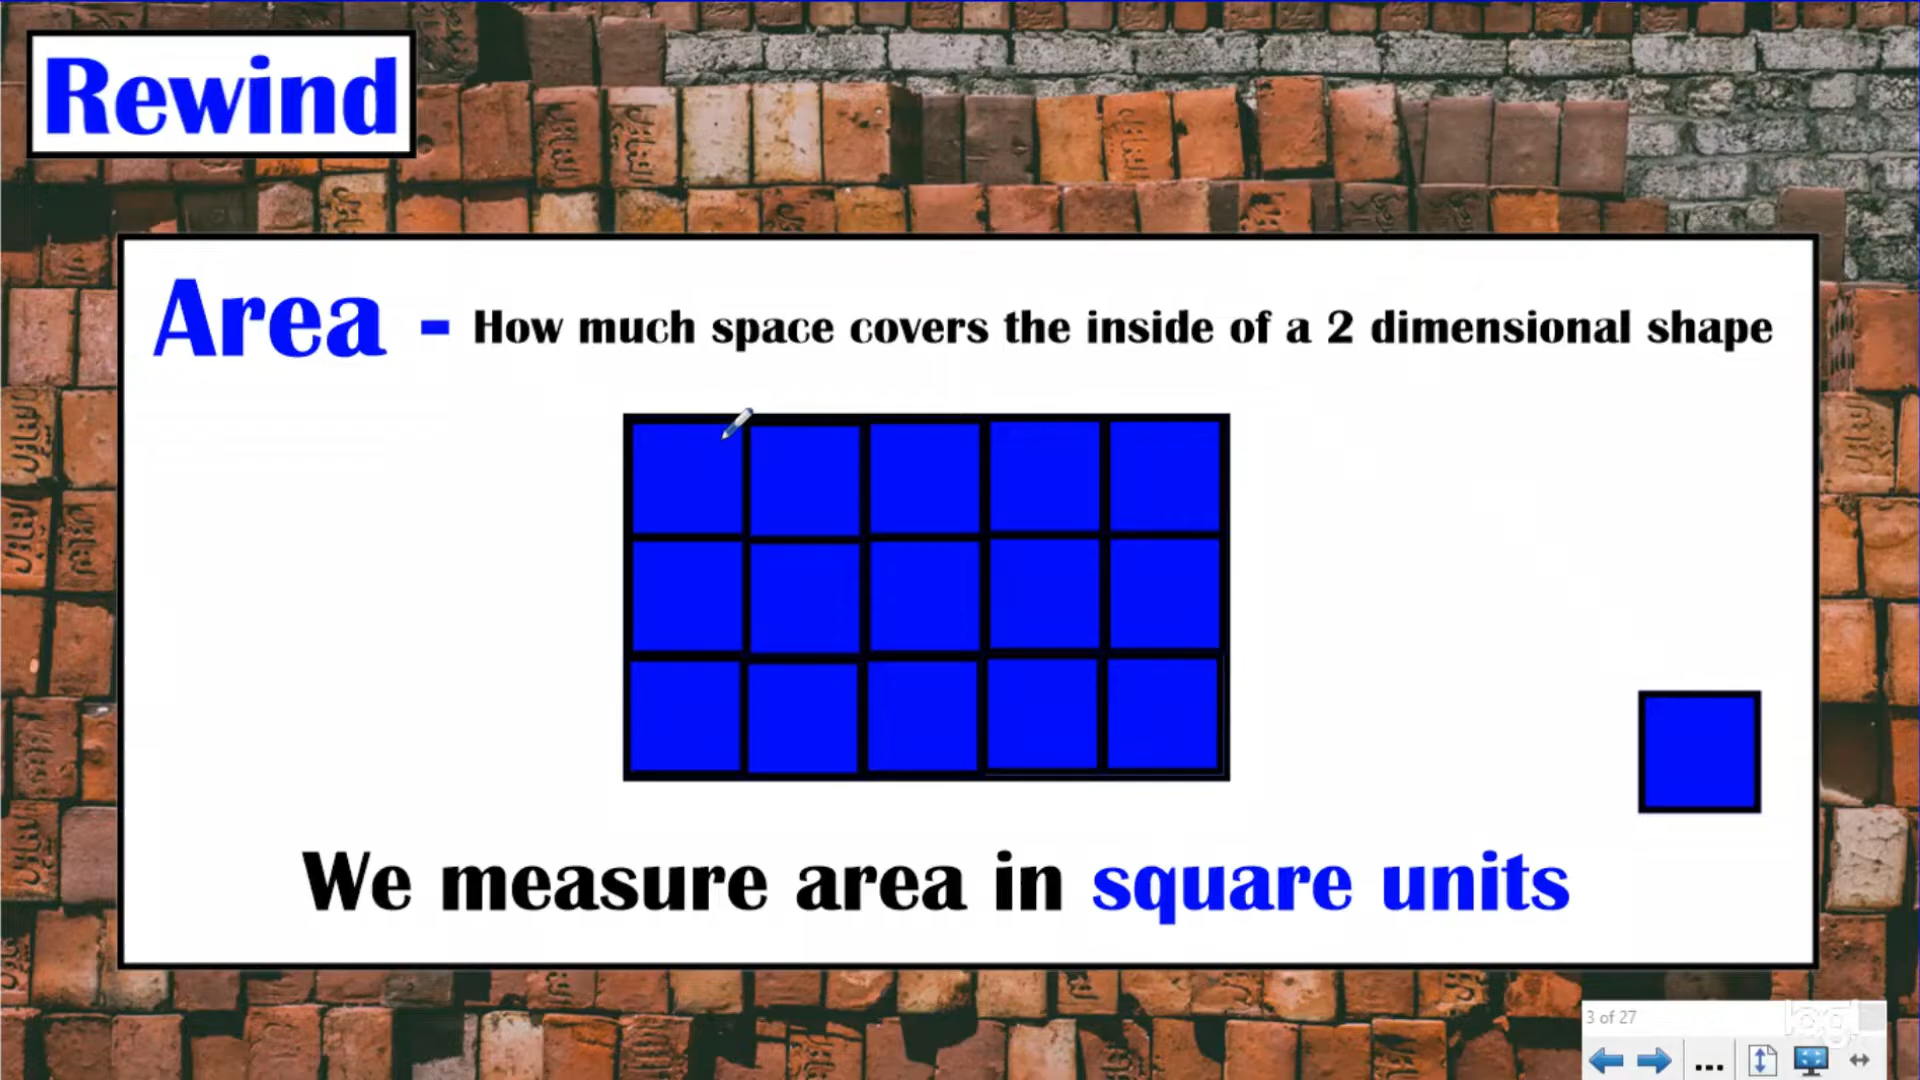 Rewind
Area - How much space covers the inside of a 2 dimensional shape
We measure area in square units
3 of 27